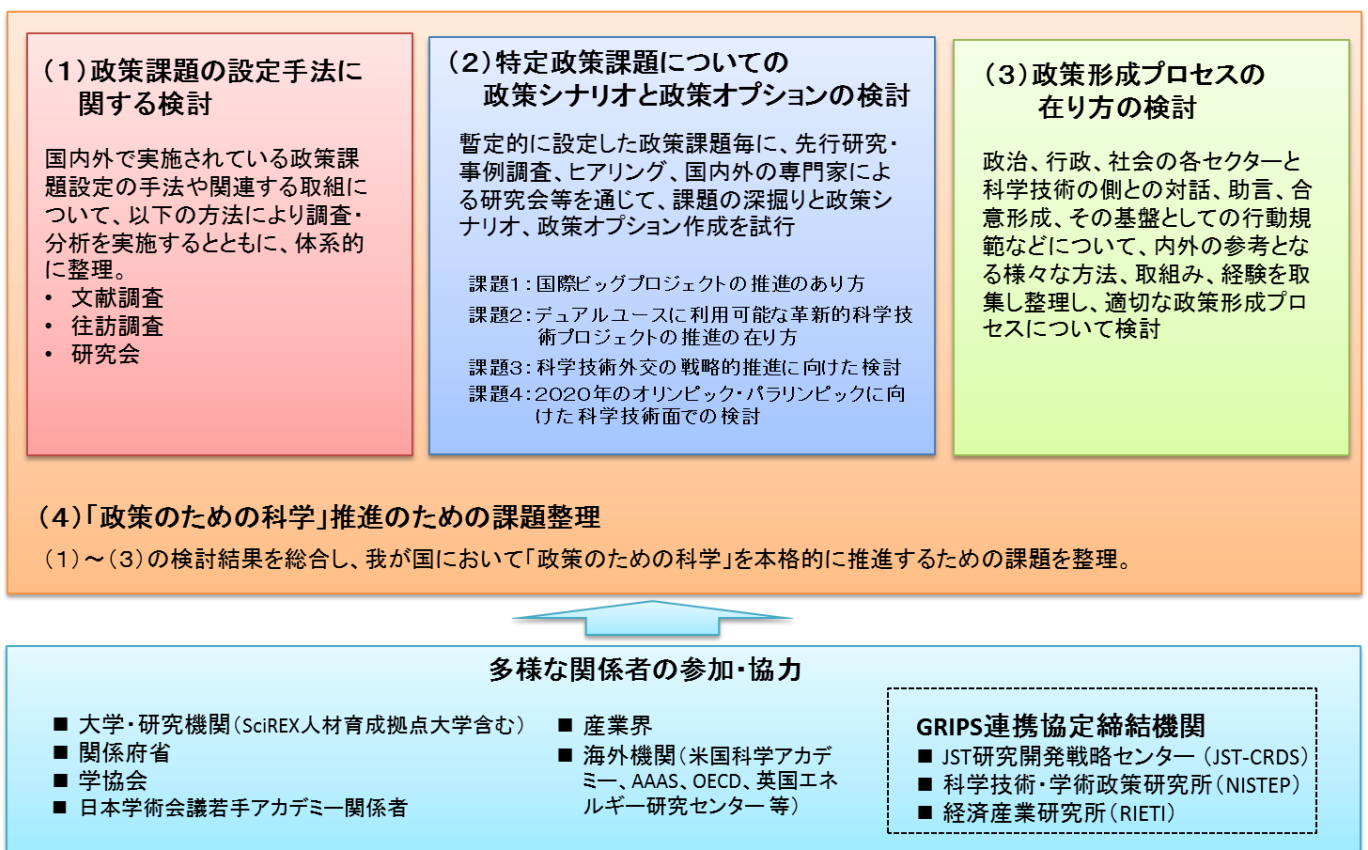 (1)政策課題の設定手法に
関する検討
国内外で実施されている政策課
題設定の手法や関連する取組に
ついて、以下の方法により調査・
分析を実施するとともに、体系的
に整理。
• 文献調査
• 往訪調査
• 研究会
(2)特定政策課題についての
政策シナリオと政策オプションの検討
暫定的に設定した政策課題毎に、先行研究・
事例調査、ヒアリング、国内外の専門家によ
る研究会等を通じて、課題の深掘りと政策シ
ナリオ、政策オプション作成を試行
課題1:国際ビッグプロジェクトの推進のあり方
課題2:デュアルユースに利用可能な革新的科学技
術プロジェクトの推進の在り方
課題3:科学技術外交の戦略的推進に向けた検討
課題4:2020年のオリンピック・パラリンピックに向
けた科学技術面での検討
(3)政策形成プロセスの
在り方の検討
政治、行政、社会の各セクターと
科学技術の側との対話、助言、合
意形成、その基盤としての行動規
範などについて、内外の参考とな
る様々な方法、取組み、経験を取
集し整理し、適切な政策形成プロ
セスについて検討
(4)「政策のための科学」推進のための課題整理
(1)～(3)の検討結果を総合し、我が国において「政策のための科学」を本格的に推進するための課題を整理。
多様な関係者の参加・協力
■ 大学・研究機関(SciREX人材育成拠点大学含む)
■ 関係府省
■ 学協会
■ 日本学術会議若手アカデミー関係者
■ 産業界
■ 海外機関(米国科学アカデ
ミー、AAAS、OECD、英国エネ
ルギー研究センター 等)
GRIPS連携協定締結機関
■ JST研究開発戦略センター (JST-CRDS)
■ 科学技術・学術政策研究所(NISTEP)
■ 経済産業研究所(RIETI)